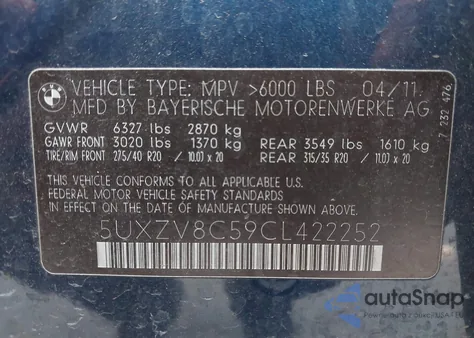 BMW
VEHICLE TYPE: MPV >6000 LBS 04/11
MFD BY BAYERISCHE MOTORENWERKE AG
GVWR 6327 lbs 2870 kg
GAWR FRONT 3020 lbs 1370 kg REAR 3549 lbs 1610 kg
TIRE/RIM FRONT 275/40 R20 / 10.0J x 20 REAR 315/35 R20 / 11.0J x 20
THIS VEHICLE CONFORMS TO ALL APPLICABLE
FEDERAL MOTOR VEHICLE SAFETY STANDARDS
IN EFFECT ON THE DATE OF MANUFACTURE
SHOWN ABOVE.
5UXZV8C59CL422252
7 232 476
autoSnap